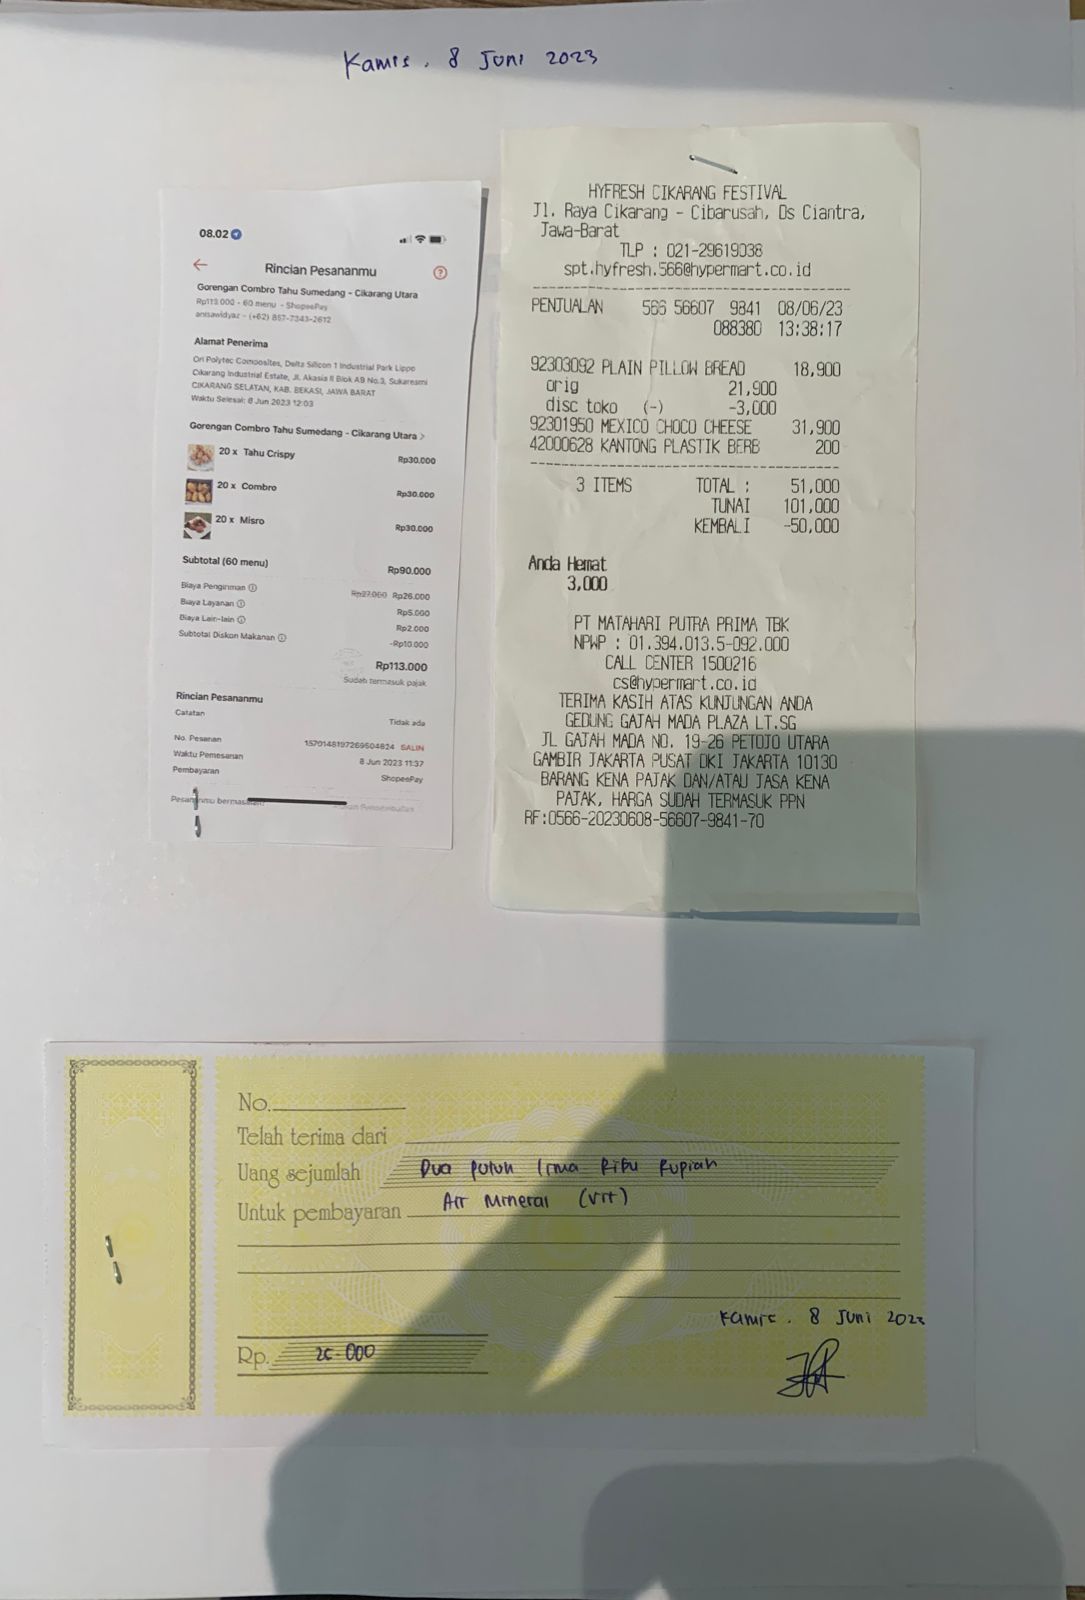 Kamis, 8 Juni 2023
08.02
Rincian Pesananmu
Gorengan Combro Tahu Sumedang - Cikarang Utara
Rp113.000 - 60 menu - ShopeePay
anisawidyaz - (+62) 857-7343-2612
Alamat Penerima
Ori Polytec Composites, Delta Silicon 1 Industrial Park Lippo
Cikarang Industrial Estate, Jl. Akasia II Blok A9 No.3, Sukaresmi
CIKARANG SELATAN, KAB. BEKASI, JAWA BARAT
Waktu Selesai: 8 Jun 2023 12:03
Gorengan Combro Tahu Sumedang - Cikarang Utara >
20 x Tahu Crispy Rp30.000
20 x Combro Rp30.000
20 x Misro Rp30.000
Subtotal (60 menu) Rp90.000
Biaya Pengiriman Rp27.000 Rp26.000
Biaya Layanan Rp5.000
Biaya Lain-lain Rp2.000
Subtotal Diskon Makanan -Rp10.000
Rp113.000
Sudah termasuk pajak
Rincian Pesananmu
Catatan Tidak ada
No. Pesanan 1570148197269504824 SALIN
Waktu Pemesanan 8 Jun 2023 11:37
Pembayaran ShopeePay
Pesananmu bermasalah?
HYFRESH CIKARANG FESTIVAL
Jl. Raya Cikarang - Cibarusah, Ds Ciantra,
Jawa-Barat
TLP : 021-29619038
spt.hyfresh.566@hypermart.co.id
PENJUALAN 566 56607 9841 08/06/23
088380 13:38:17
92303092 PLAIN PILLOW BREAD 18,900
orig 21,900
disc toko (-) -3,000
92301950 MEXICO CHOCO CHEESE 31,900
42000628 KANTONG PLASTIK BERB 200
3 ITEMS TOTAL : 51,000
TUNAI 101,000
KEMBALI -50,000
Anda Hemat
3,000
PT MATAHARI PUTRA PRIMA TBK
NPWP : 01.394.013.5-092.000
CALL CENTER 1500216
cs@hypermart.co.id
TERIMA KASIH ATAS KUNJUNGAN ANDA
GEDUNG GAJAH MADA PLAZA LT.SG
JL GAJAH MADA NO. 19-26 PETOJO UTARA
GAMBIR JAKARTA PUSAT DKI JAKARTA 10130
BARANG KENA PAJAK DAN/ATAU JASA KENA
PAJAK, HARGA SUDAH TERMASUK PPN
RF:0566-20230608-56607-9841-70
No.
Telah terima dari
Uang sejumlah Dua puluh lima Ribu Rupiah
Untuk pembayaran Air Mineral (Vit)
Kamis, 8 Juni 2023
Rp. 25.000